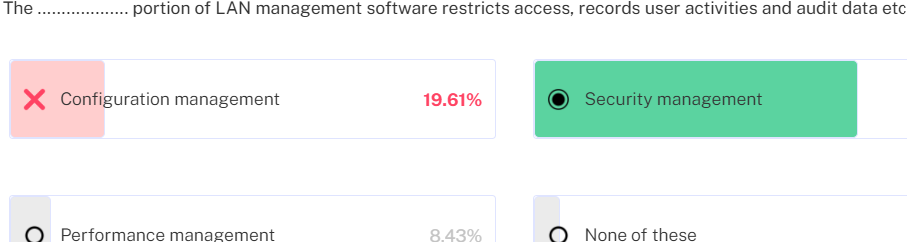 The ................... portion of LAN management software restricts access, records user activities and audit data etc
Configuration management 19.61% Security management
Performance management 8.43% None of these